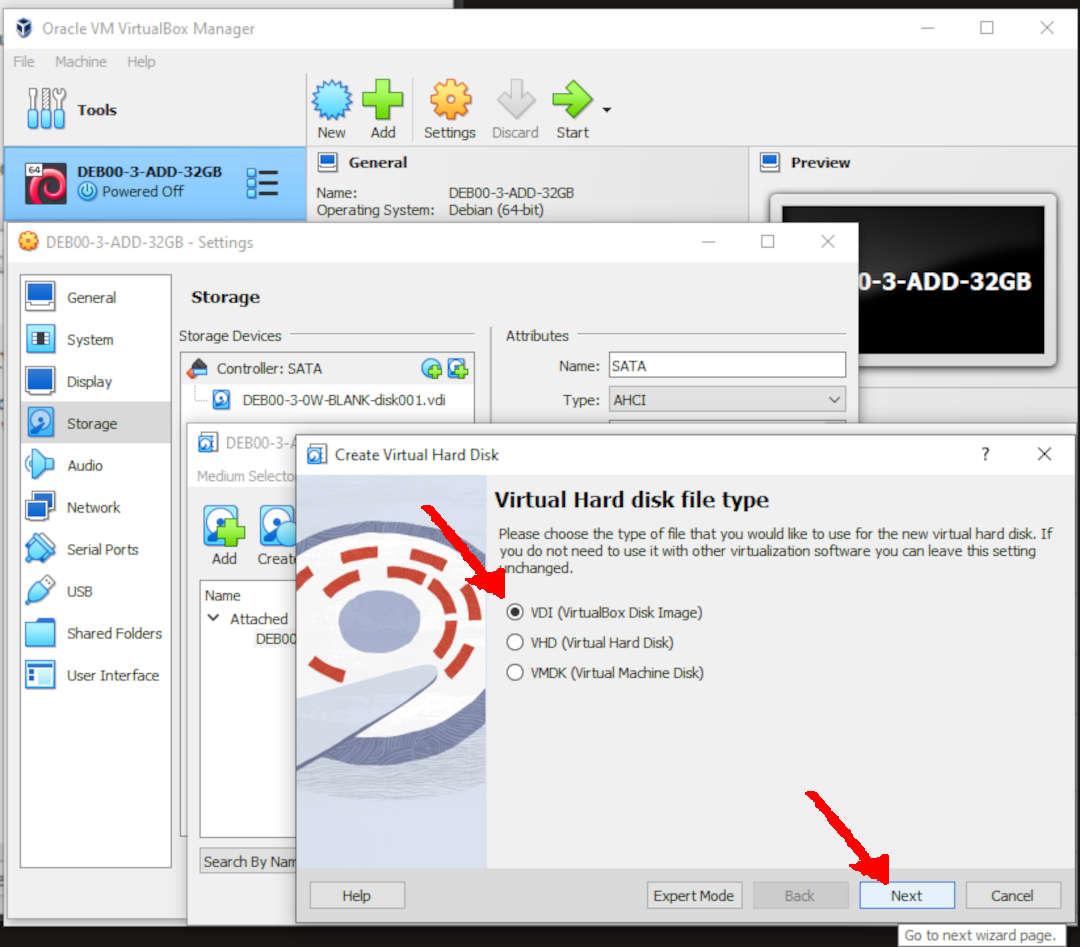 Oracle VM VirtualBox Manager
File Machine Help
Tools
New Add Settings Discard Start
64
DEB00-3-ADD-32GB
Powered Off
General
Name: DEB00-3-ADD-32GB
Operating System: Debian (64-bit)
Preview
0-3-ADD-32GB
DEB00-3-ADD-32GB - Settings
General
System
Display
Storage
Audio
Network
Serial Ports
USB
Shared Folders
User Interface
Storage
Storage Devices
Controller: SATA
DEB00-3-0W-BLANK-disk001.vdi
Attributes
Name: SATA
Type: AHCI
DEB00-3-A
Medium Selecto
Add Creat
Name
Attached
DEB00
Search By Nam
Create Virtual Hard Disk
?
Virtual Hard disk file type
Please choose the type of file that you would like to use for the new virtual hard disk. If
you do not need to use it with other virtualization software you can leave this setting
unchanged.
VDI (VirtualBox Disk Image)
VHD (Virtual Hard Disk)
VMDK (Virtual Machine Disk)
Help Expert Mode Back Next Cancel
Go to next wizard page.